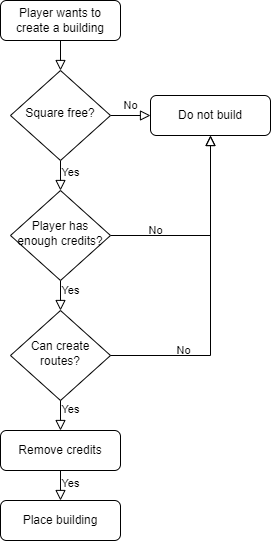 Player wants to
create a building
Square free?
No
Do not build
Yes
Player has
enough credits?
No
Yes
Can create
routes?
No
Yes
Remove credits
Yes
Place building